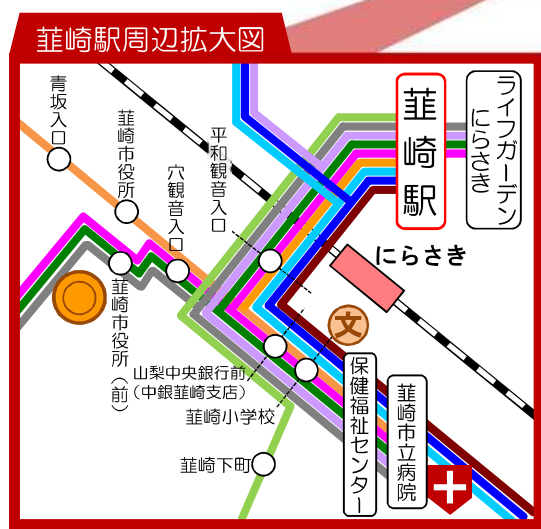 韮崎駅周辺拡大図
青坂入口
韮崎市役所
穴観音入口
平和観音入口
韮崎駅
ライフガーデン
にらさき
にらさき
韮崎市役所（前）
文
山梨中央銀行前
（中銀韮崎支店）
韮崎小学校
韮崎下町
保健福祉センター
韮崎市立病院